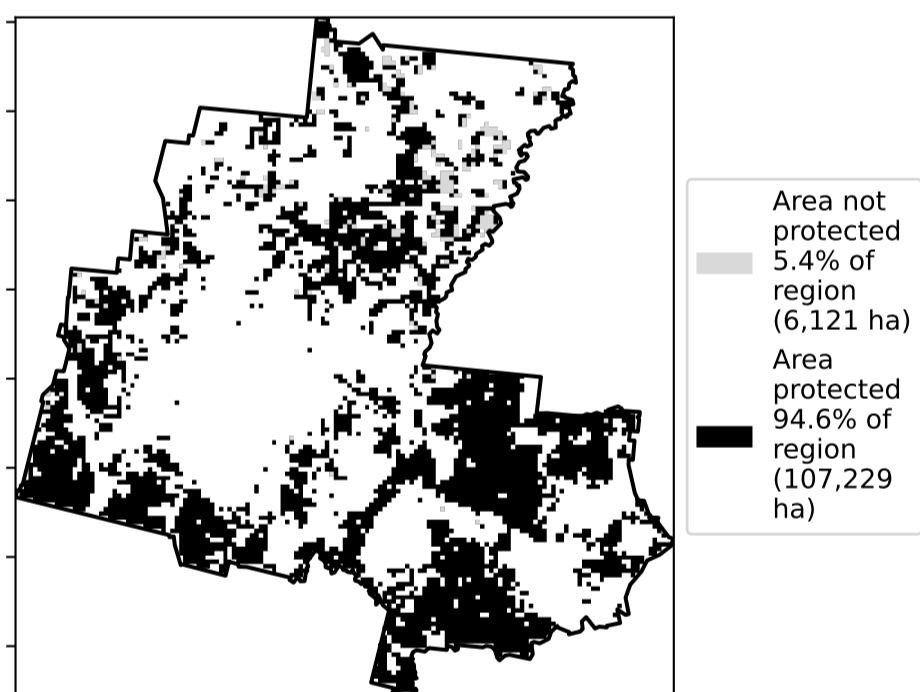 Area not
protected
5.4% of
region
(6,121 ha)
Area
protected
94.6% of
region
(107,229
ha)